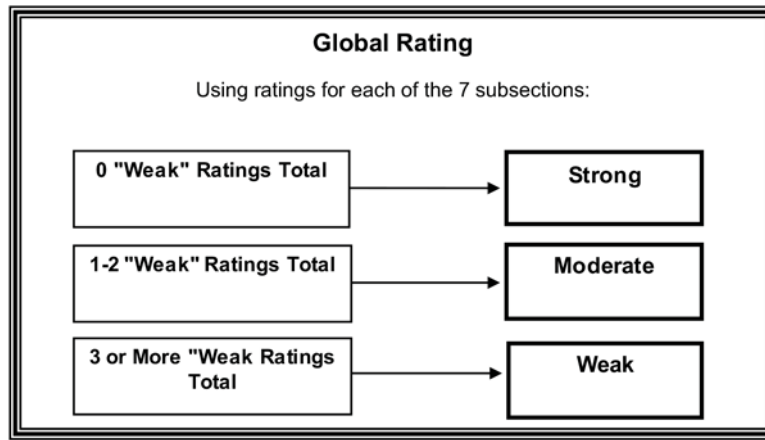 Global Rating
Using ratings for each of the 7 subsections:
0 "Weak" Ratings Total
Strong
1-2 "Weak" Ratings Total
Moderate
3 or More "Weak Ratings
Total
Weak